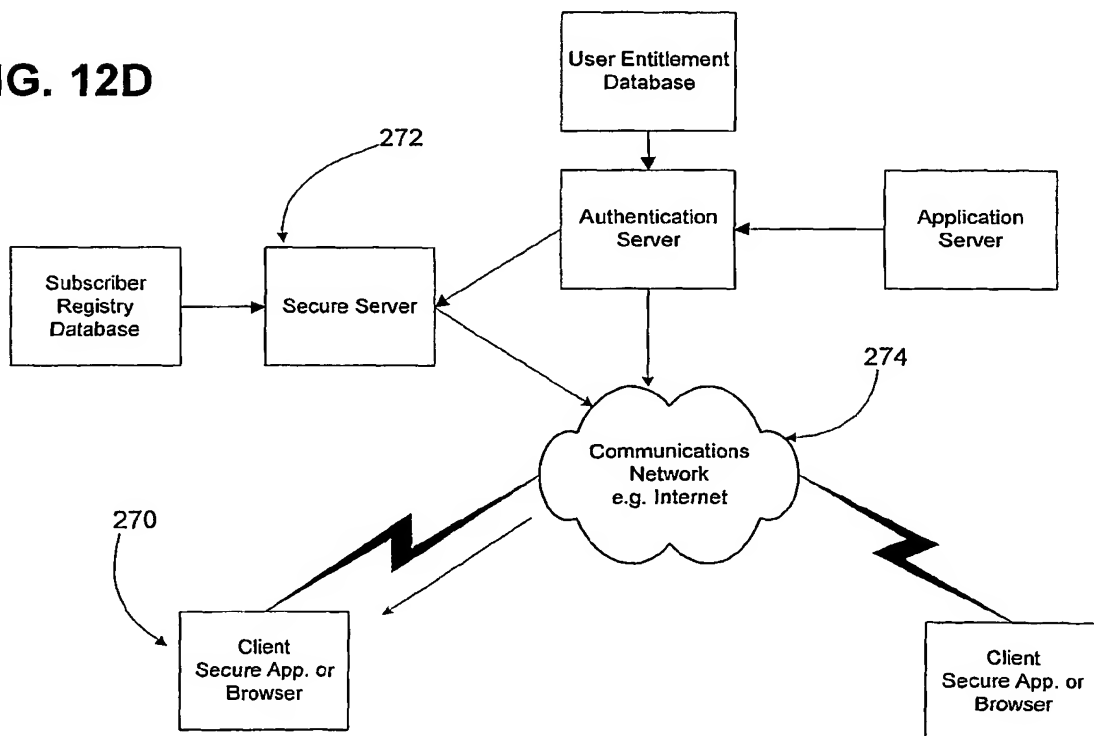 IG. 12D
User Entitlement
Database
272
Authentication
Server
Application
Server
Subscriber
Registry
Database
Secure Server
274
Communications
Network
e.g. Internet
270
Client
Secure App. or
Browser
Client
Secure App. or
Browser